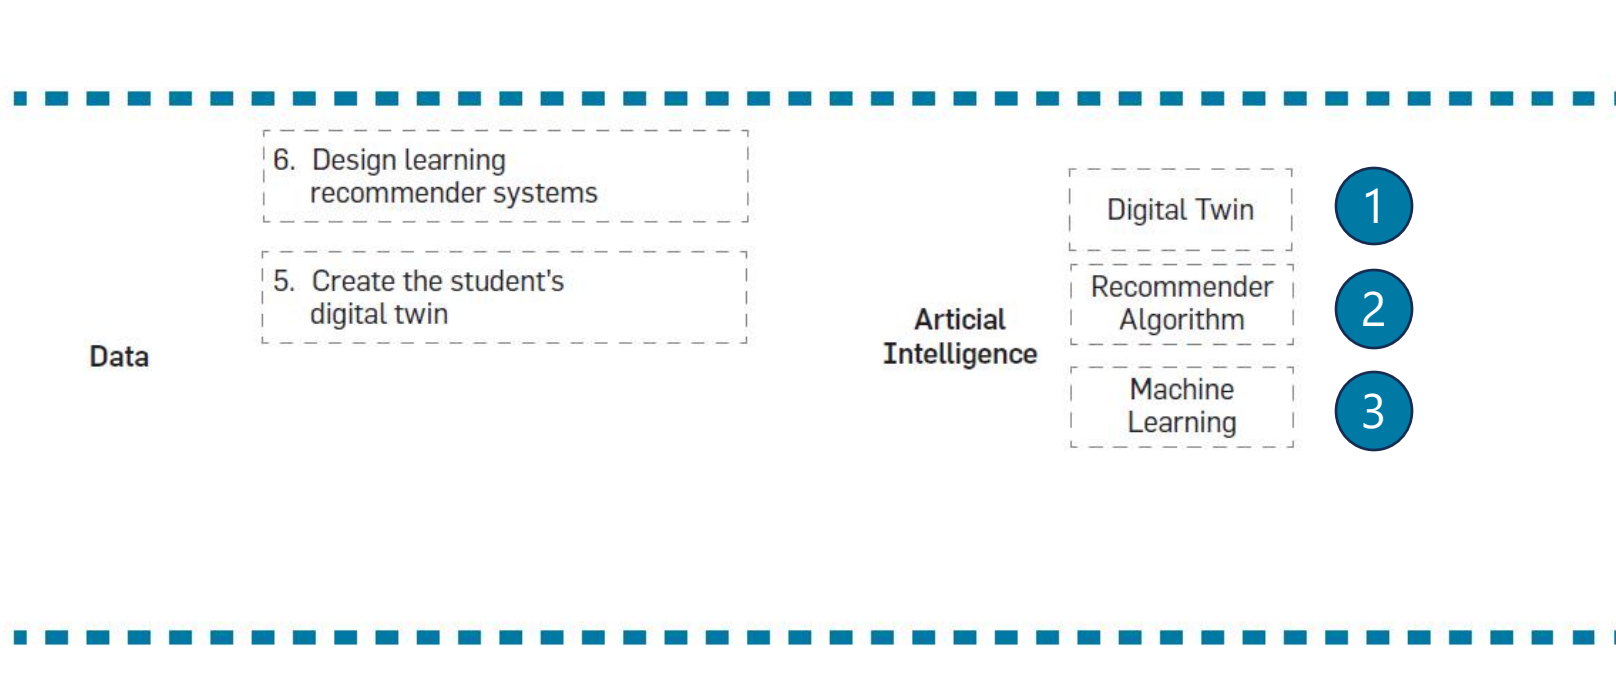 6. Design learning
recommender systems
5. Create the student's
digital twin
Data
Articial
Intelligence
Digital Twin
1
Recommender
Algorithm
2
Machine
Learning
3